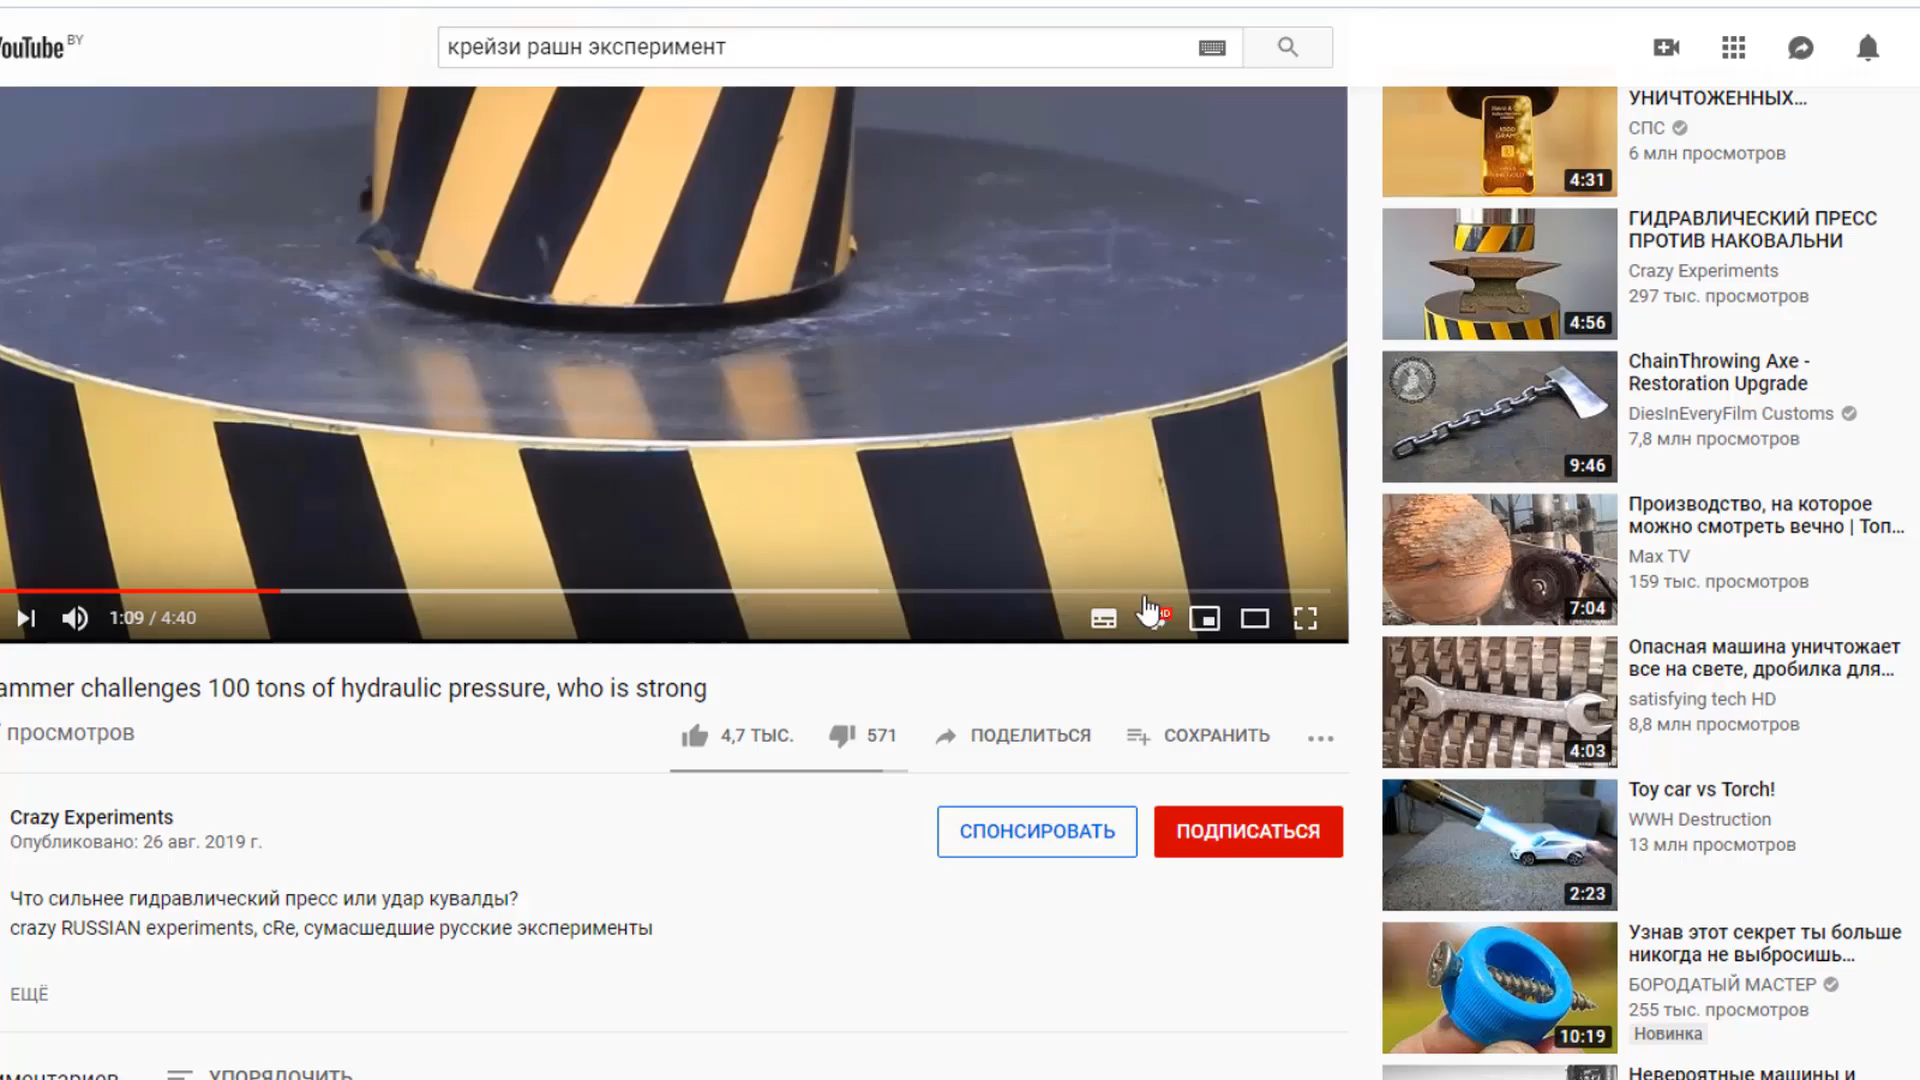 YouTube BY
крейзи рашн эксперимент
УНИЧТОЖЕННЫХ...
СПС
6 млн просмотров
4:31
ГИДРАВЛИЧЕСКИЙ ПРЕСС
ПРОТИВ НАКОВАЛЬНИ
Crazy Experiments
297 тыс. просмотров
4:56
ChainThrowing Axe -
Restoration Upgrade
DiesInEveryFilm Customs
7,8 млн просмотров
9:46
Производство, на которое
можно смотреть вечно | Топ...
Max TV
159 тыс. просмотров
7:04
Опасная машина уничтожает
все на свете, дробилка для...
satisfying tech HD
8,8 млн просмотров
4:03
Toy car vs Torch!
WWH Destruction
13 млн просмотров
2:23
Узнав этот секрет ты больше
никогда не выбросишь...
БОРОДАТЫЙ МАСТЕР
255 тыс. просмотров
Новинка
10:19
Невероятные машины и
1:09 / 4:40
HD
ammer challenges 100 tons of hydraulic pressure, who is strong
просмотров
4,7 ТЫС.
571
ПОДЕЛИТЬСЯ
СОХРАНИТЬ
Crazy Experiments
Опубликовано: 26 авг. 2019 г.
СПОНСИРОВАТЬ
ПОДПИСАТЬСЯ
Что сильнее гидравлический пресс или удар кувалды?
crazy RUSSIAN experiments, cRe, сумасшедшие русские эксперименты
ЕЩЁ
УПОРЯДОЧИТЬ